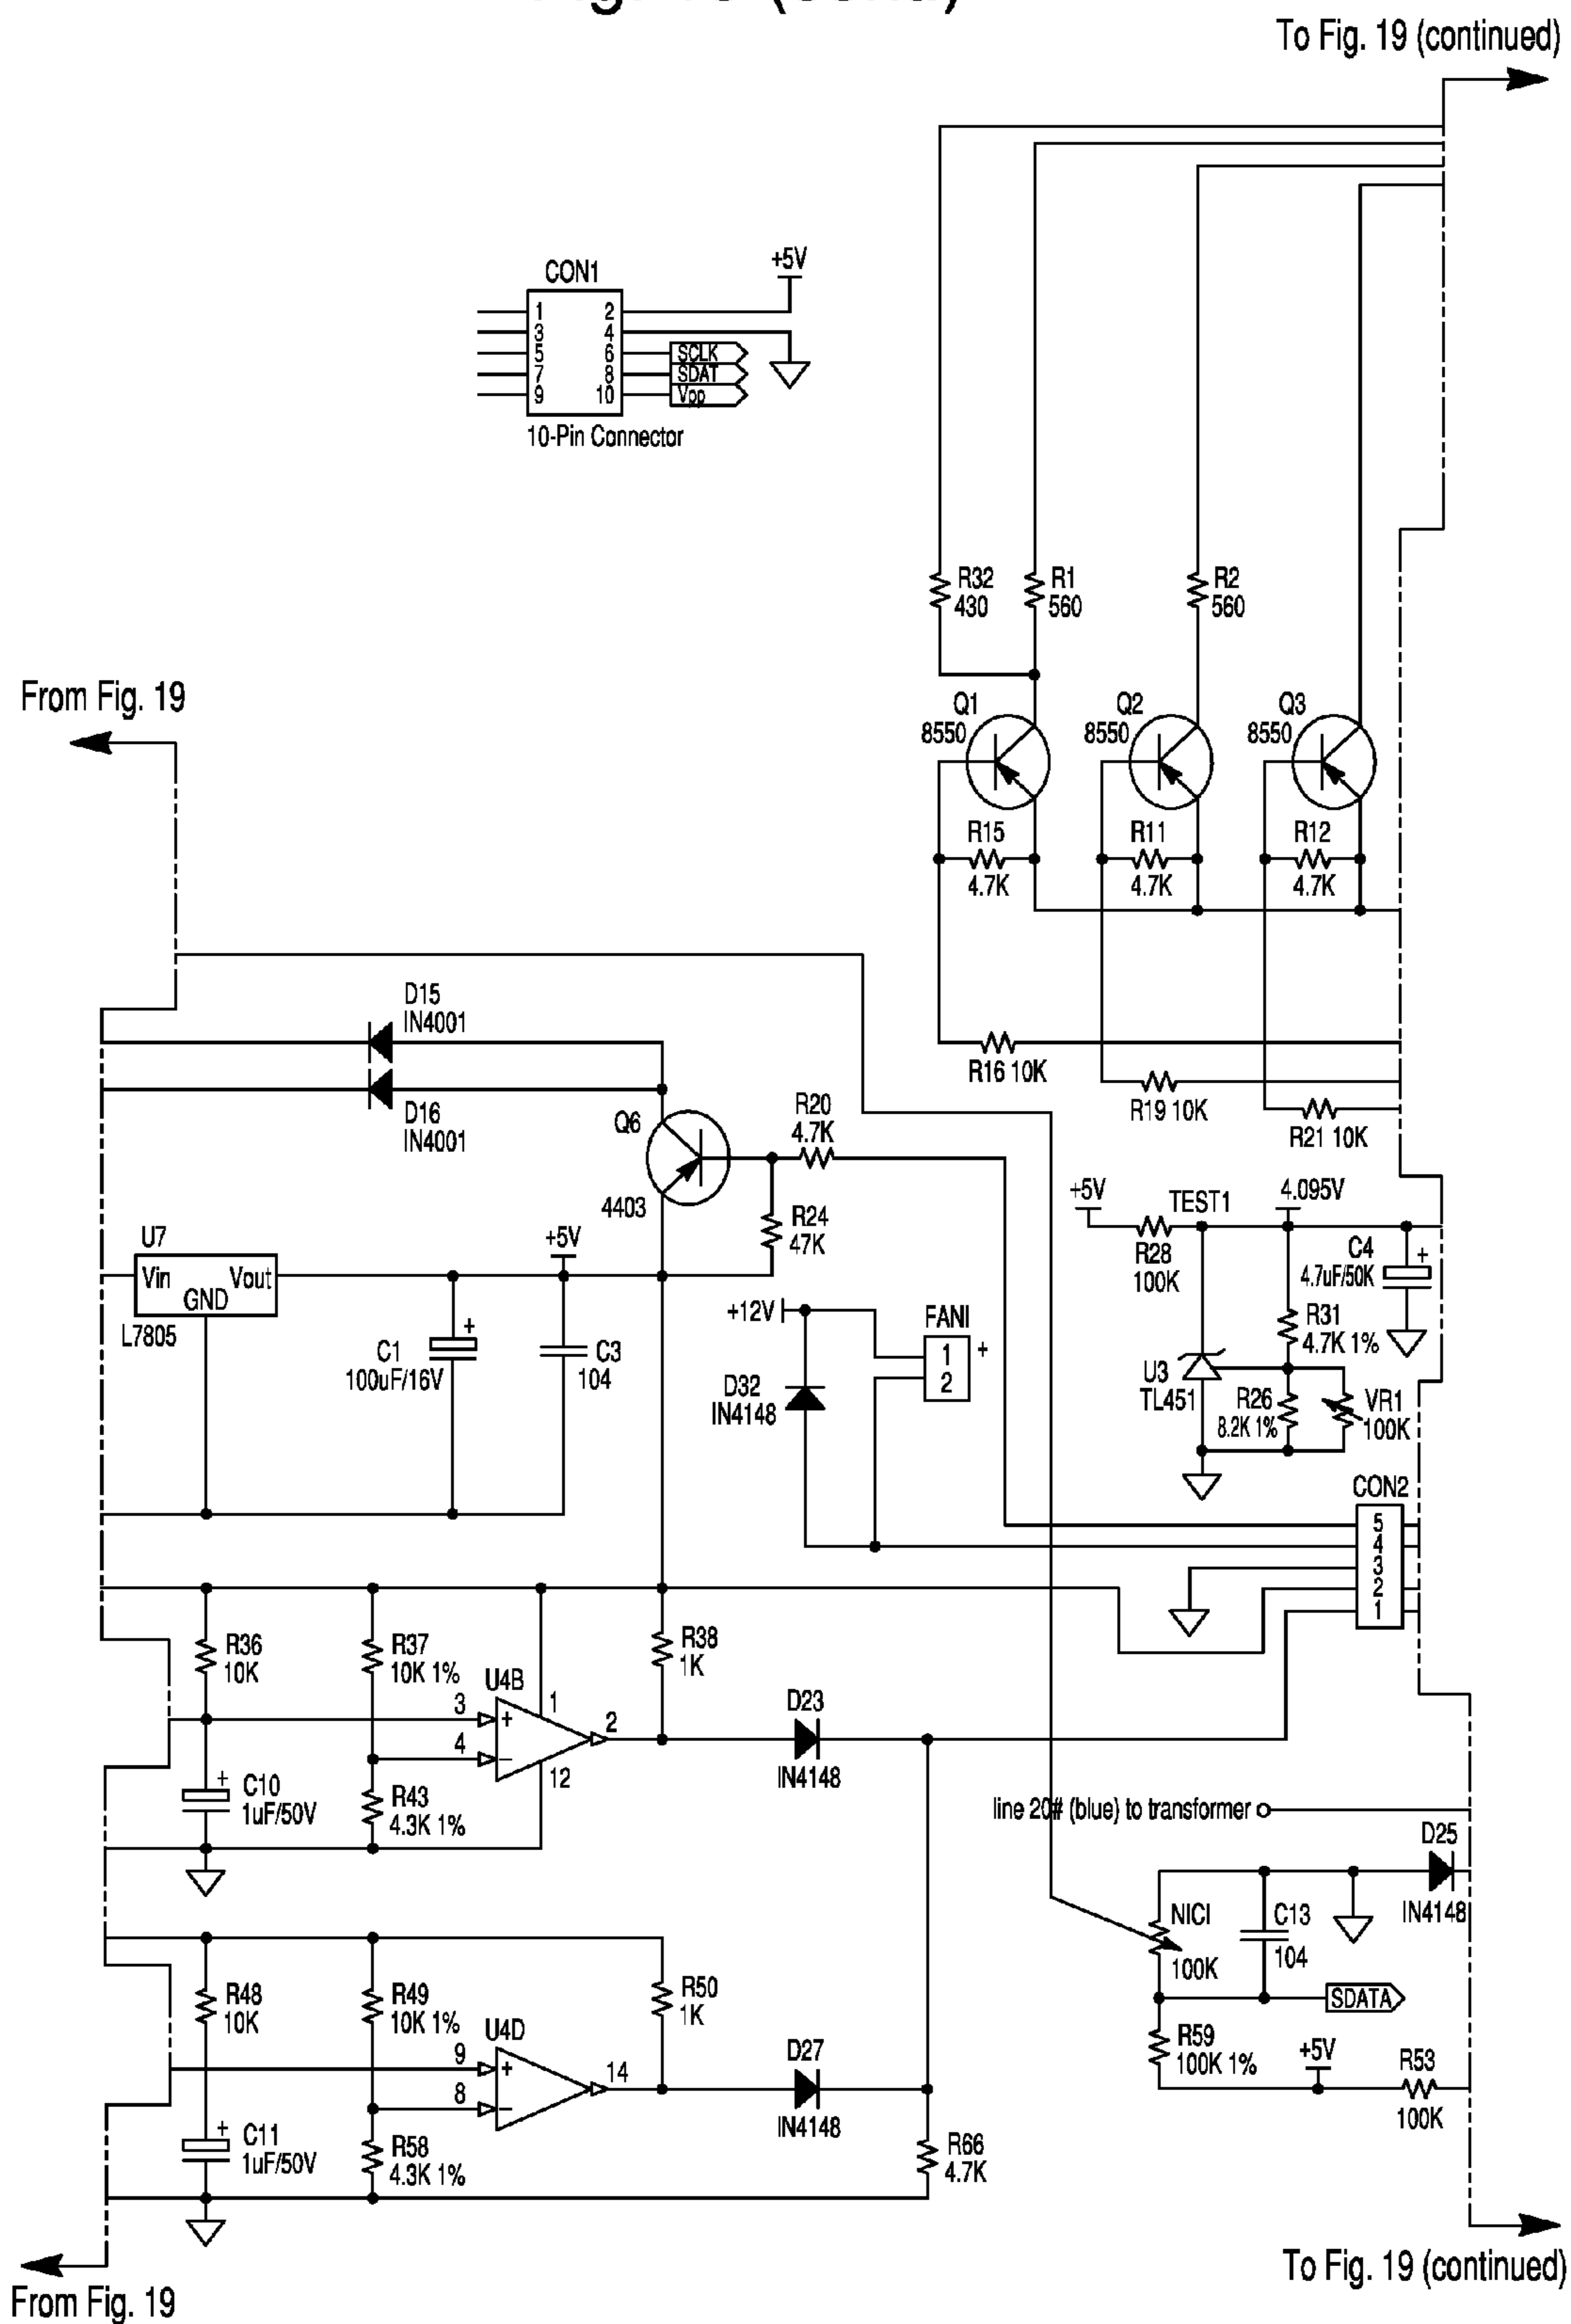 To Fig. 19 (continued)
CON1
+5V
1 2
3 4
5 6 SCLK
7 8 SDAT
9 10 Vpp
10-Pin Connector
R32
430
R1
560
R2
560
From Fig. 19
Q1
8550
Q2
8550
Q3
8550
R15
4.7K
R11
4.7K
R12
4.7K
D15
IN4001
D16
IN4001
R16 10K
R19 10K
R21 10K
Q6
4403
R20
4.7K
R24
47K
+5V
TEST1
4.095V
R28
100K
C4
+
4.7uF/50K
R31
4.7K 1%
U3
TL451
R26
8.2K 1%
VR1
100K
U7
Vin Vout
GND
L7805
+5V
C1
+
100uF/16V
C3
104
+12V
FANI
1 +
2
D32
IN4148
CON2
5
4
3
2
1
R36
10K
R37
10K 1%
U4B
R38
1K
3 + 1
4 − 12
2
D23
IN4148
C10
+
1uF/50V
R43
4.3K 1%
line 20# (blue) to transformer
D25
IN4148
NICI
100K
C13
104
SDATA
R48
10K
R49
10K 1%
U4D
R50
1K
9 +
8 −
14
D27
IN4148
R59
100K 1%
+5V
R53
100K
C11
+
1uF/50V
R58
4.3K 1%
R66
4.7K
From Fig. 19
To Fig. 19 (continued)